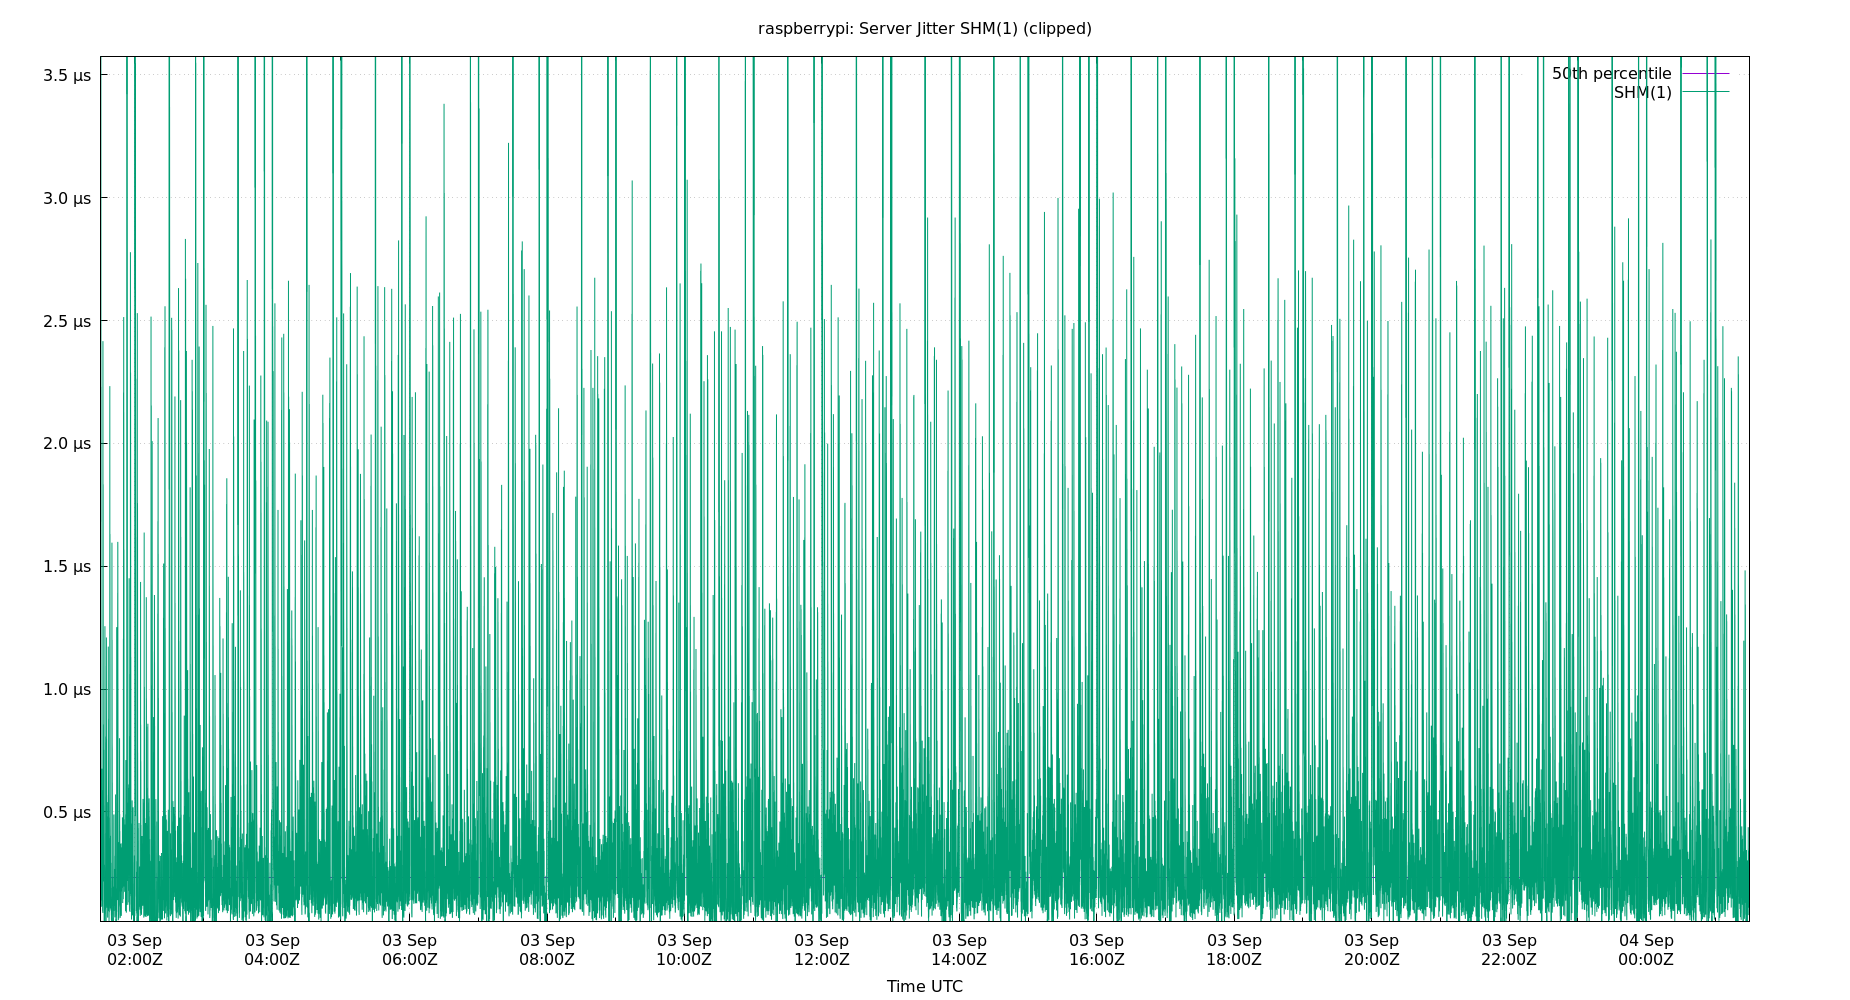 raspberrypi: Server Jitter SHM(1) (clipped)
3.5 µs
3.0 µs
2.5 µs
2.0 µs
1.5 µs
1.0 µs
0.5 µs
50th percentile
SHM(1)
03 Sep 03 Sep 03 Sep 03 Sep 03 Sep 03 Sep 03 Sep 03 Sep 03 Sep 03 Sep 03 Sep 04 Sep
02:00Z 04:00Z 06:00Z 08:00Z 10:00Z 12:00Z 14:00Z 16:00Z 18:00Z 20:00Z 22:00Z 00:00Z
Time UTC